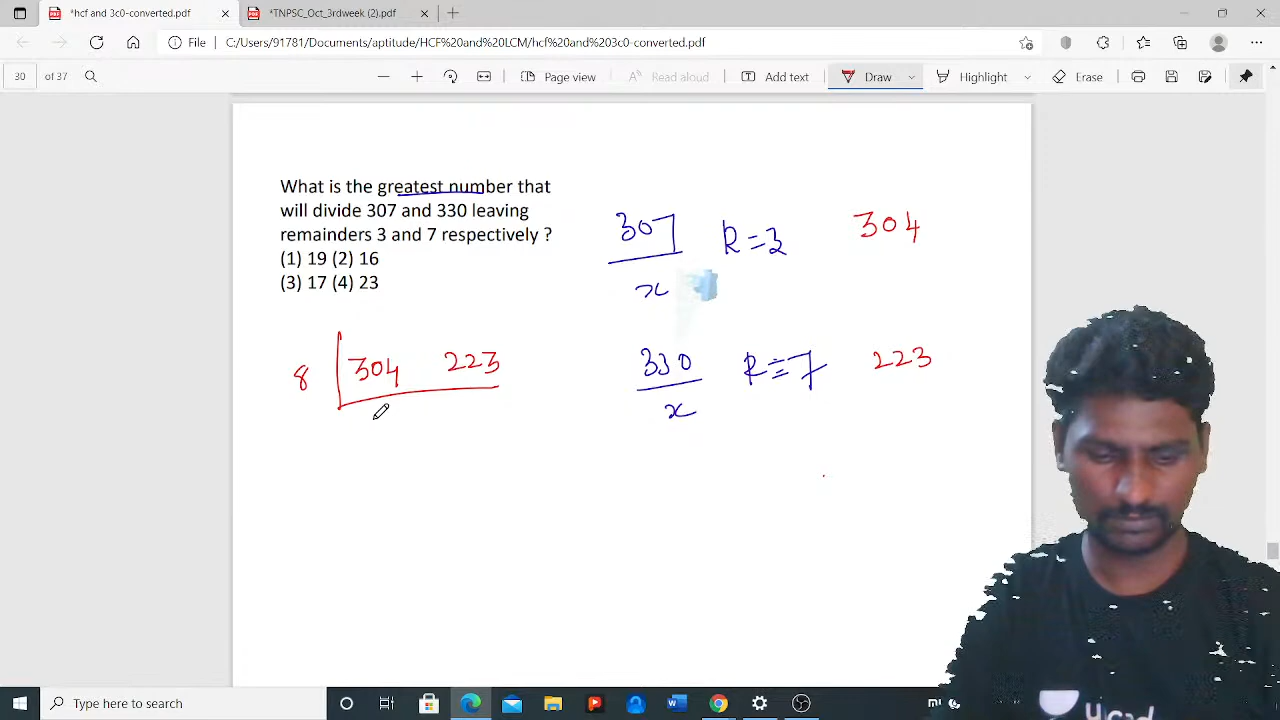 *hcf and 3c0-converted.pdf
*TNPSC_Oct_3rdweek (2).pdf
File C:/Users/91781/Documents/aptitude/HCF%20and%20LCM/hcf%20and%203c0-converted.pdf
30 of 37
Page view
Read aloud
Add text
Draw
Highlight
Erase
What is the greatest number that
will divide 307 and 330 leaving
remainders 3 and 7 respectively ?
(1) 19 (2) 16
(3) 17 (4) 23
307 R=3 304
x
330 R=7 223
x
8 304 223
Type here to search